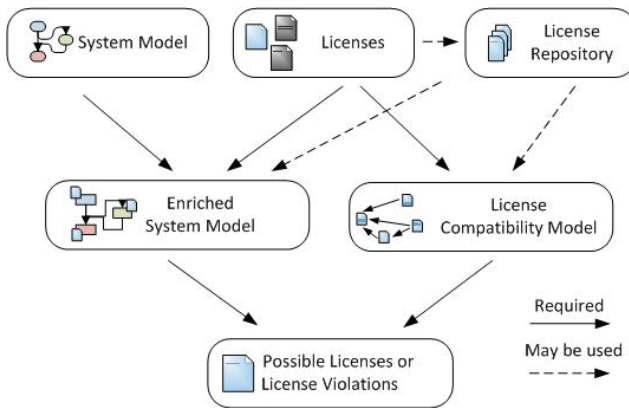 System Model
Licenses
License
Repository
Enriched
System Model
License
Compatibility Model
Required
May be used
Possible Licenses or
License Violations